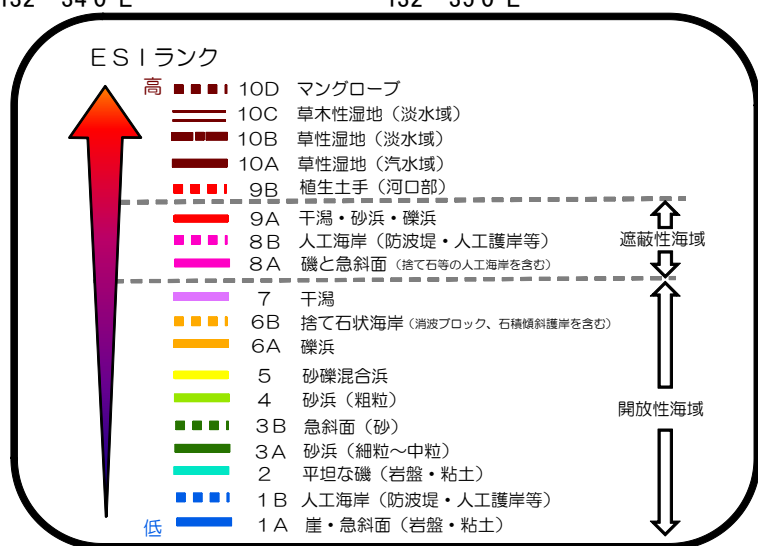 132° 34'0"E 132° 35'0"E
ESIランク
高 10D マングローブ
10C 草木性湿地（淡水域）
10B 草性湿地（淡水域）
10A 草性湿地（汽水域）
9B 植生土手（河口部）
9A 干潟・砂浜・礫浜
8B 人工海岸（防波堤・人工護岸等）
遮蔽性海域
8A 磯と急斜面（捨て石等の人工海岸を含む）
7 干潟
6B 捨て石状海岸（消波ブロック、石積傾斜護岸を含む）
6A 礫浜
5 砂礫混合浜
4 砂浜（粗粒）
開放性海域
3B 急斜面（砂）
3A 砂浜（細粒～中粒）
2 平坦な磯（岩盤・粘土）
1B 人工海岸（防波堤・人工護岸等）
低 1A 崖・急斜面（岩盤・粘土）